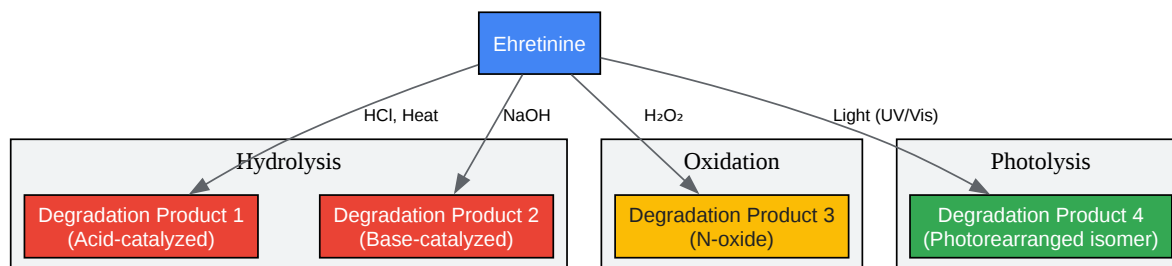 Ehretinine
HCl, Heat
NaOH
H₂O₂
Light (UV/Vis)
Hydrolysis
Oxidation
Photolysis
Degradation Product 1
(Acid-catalyzed)
Degradation Product 2
(Base-catalyzed)
Degradation Product 3
(N-oxide)
Degradation Product 4
(Photorearranged isomer)